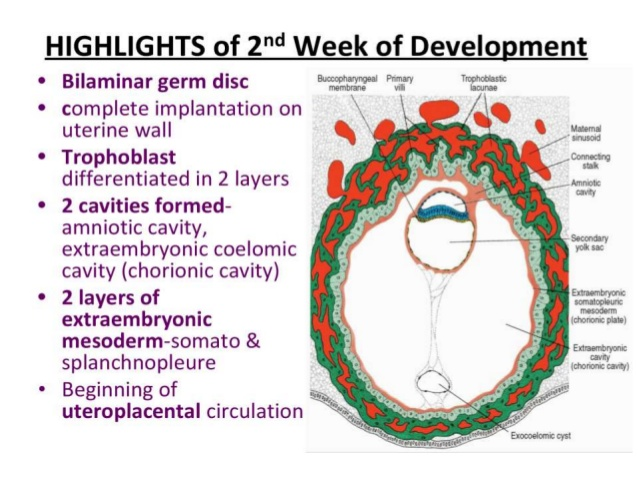 HIGHLIGHTS of 2nd Week of Development
• Bilaminar germ disc
• complete implantation on
uterine wall
• Trophoblast
differentiated in 2 layers
• 2 cavities formed-
amniotic cavity,
extraembryonic coelomic
cavity (chorionic cavity)
• 2 layers of
extraembryonic
mesoderm-somato &
splanchnopleure
• Beginning of
uteroplacental circulation
Buccopharyngeal
membrane
Primary
villi
Trophoblastic
lacunae
Maternal
sinusoid
Connecting
stalk
Amniotic
cavity
Secondary
yolk sac
Extraembryonic
somatopleuric
mesoderm
(chorionic plate)
Extraembryonic
cavity
(chorionic cavity)
Exocoelomic cyst